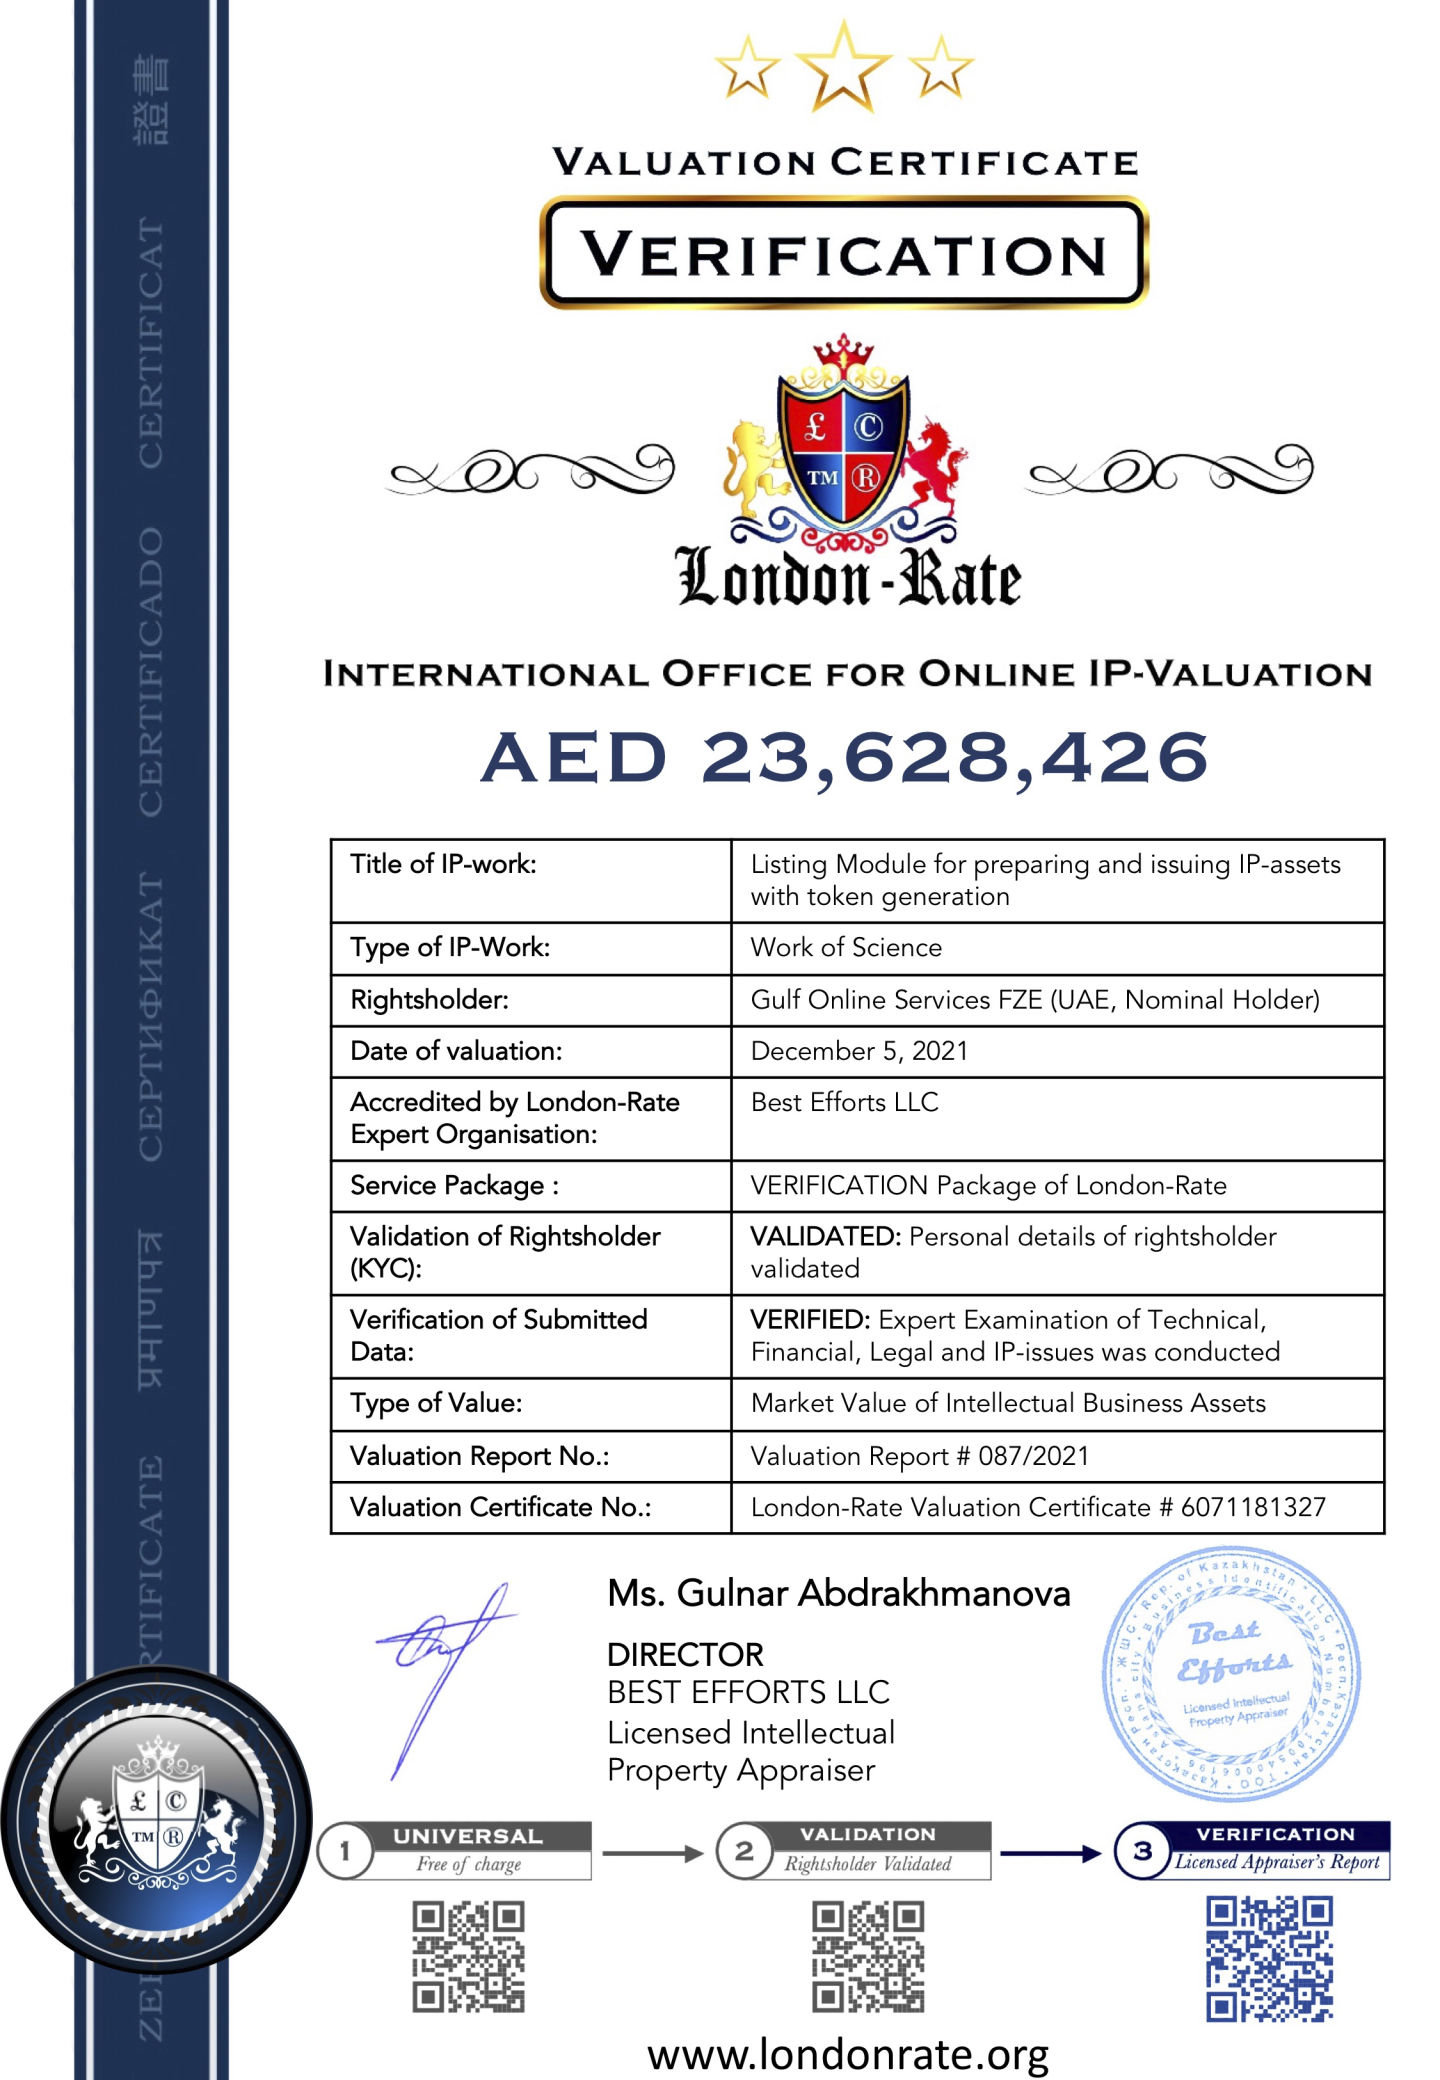 VALUATION CERTIFICATE
VERIFICATION
£ ©
TM ®
London-Rate
INTERNATIONAL OFFICE FOR ONLINE IP-VALUATION
AED 23,628,426
Title of IP-work: Listing Module for preparing and issuing IP-assets
with token generation
Type of IP-Work: Work of Science
Rightsholder: Gulf Online Services FZE (UAE, Nominal Holder)
Date of valuation: December 5, 2021
Accredited by London-Rate Best Efforts LLC
Expert Organisation:
Service Package : VERIFICATION Package of London-Rate
Validation of Rightsholder VALIDATED: Personal details of rightsholder
(KYC): validated
Verification of Submitted VERIFIED: Expert Examination of Technical,
Data: Financial, Legal and IP-issues was conducted
Type of Value: Market Value of Intellectual Business Assets
Valuation Report No.: Valuation Report # 087/2021
Valuation Certificate No.: London-Rate Valuation Certificate # 6071181327
Ms. Gulnar Abdrakhmanova
DIRECTOR
BEST EFFORTS LLC
Licensed Intellectual
Property Appraiser
Rep. of Kazakhstan
Business Identification Number
Best
Efforts
Licensed Intellectual
Property Appraiser
1 UNIVERSAL
Free of charge
2 VALIDATION
Rightsholder Validated
3 VERIFICATION
Licensed Appraiser's Report
www.londonrate.org
£ ©
TM ®
ZE RTIFICATE प्रमाणपत्र СЕРТИФИКАТ CERTIFICADO CERTIFICAT 證書